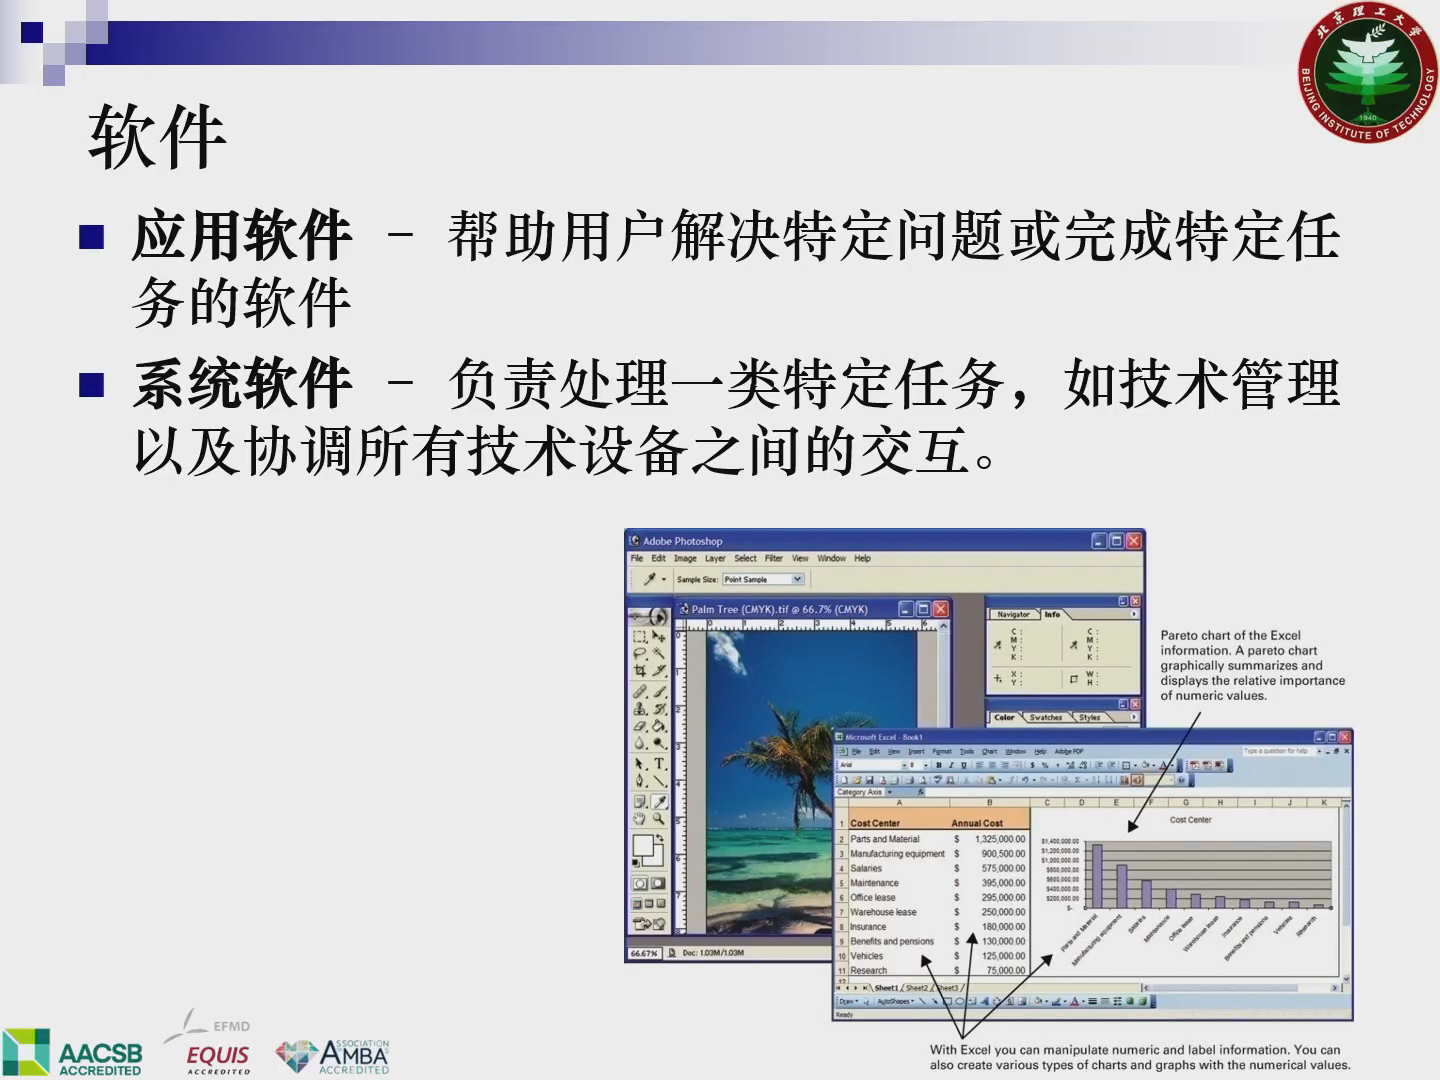 北京理工大学
BEIJING INSTITUTE OF TECHNOLOGY
1940
软件
应用软件 － 帮助用户解决特定问题或完成特定任
务的软件
系统软件 － 负责处理一类特定任务，如技术管理
以及协调所有技术设备之间的交互。
Adobe Photoshop
File Edit Image Layer Select Filter View Window Help
Sample Size: Point Sample
Palm Tree (CMYK).tif @ 66.7% (CMYK)
Navigator Info
C: C:
M: M:
Y: Y:
K: K:
X: W:
Y: H:
Color Swatches Styles
66.67% Doc: 1.03M/1.03M
Pareto chart of the Excel
information. A pareto chart
graphically summarizes and
displays the relative importance
of numeric values.
Microsoft Excel - Book1
File Edit View Insert Format Tools Chart Window Help Adobe PDF
Type a question for help
Arial 8
Category Axis
A B C D E F G H I J K
1 Cost Center Annual Cost
2 Parts and Material $ 1,325,000.00
3 Manufacturing equipment $ 900,500.00
4 Salaries $ 575,000.00
5 Maintenance $ 395,000.00
6 Office lease $ 295,000.00
7 Warehouse lease $ 250,000.00
8 Insurance $ 180,000.00
9 Benefits and pensions $ 130,000.00
10 Vehicles $ 125,000.00
11 Research $ 75,000.00
12
Cost Center
$1,400,000.00
$1,200,000.00
$1,000,000.00
$800,000.00
$600,000.00
$400,000.00
$200,000.00
$-
Parts and Material
Manufacturing equipment
Salaries
Maintenance
Office lease
Warehouse lease
Insurance
Benefits and pensions
Vehicles
Research
Sheet1 Sheet2 Sheet3
Draw AutoShapes
Ready
With Excel you can manipulate numeric and label information. You can
also create various types of charts and graphs with the numerical values.
AACSB
ACCREDITED
EFMD
EQUIS
ACCREDITED
ASSOCIATION
AMBA
ACCREDITED